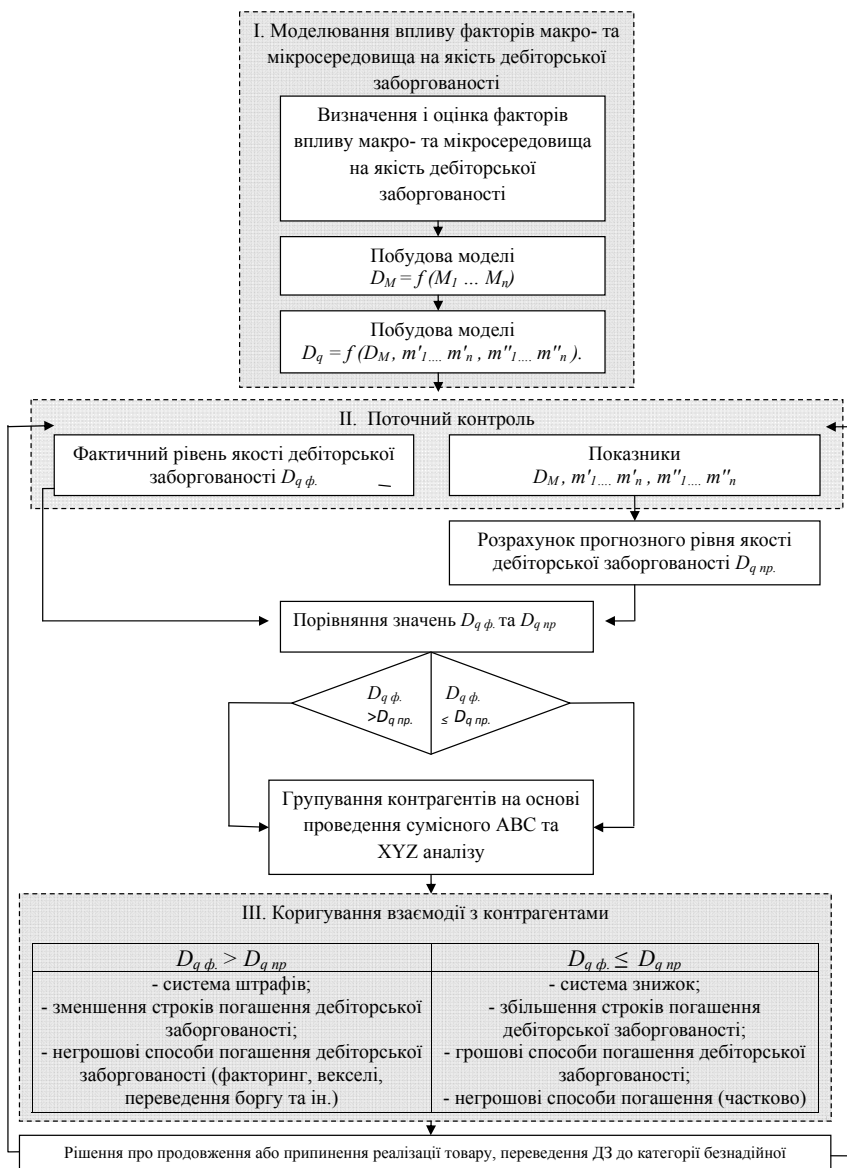 І. Моделювання впливу факторів макро- та
мікросередовища на якість дебіторської
заборгованості
Визначення і оцінка факторів
впливу макро- та мікросередовища
на якість дебіторської
заборгованості
Побудова моделі
D_M = f (M_1 ... M_n)
Побудова моделі
D_q = f (D_M , m'_1.... m'_n , m''_1.... m''_n ).
ІІ. Поточний контроль
Фактичний рівень якості дебіторської
заборгованості D_q ф.
Показники
D_M , m'_1.... m'_n , m''_1.... m''_n
Розрахунок прогнозного рівня якості
дебіторської заборгованості D_q пр.
Порівняння значень D_q ф. та D_q пр
D_q ф.
>D_q пр.
D_q ф.
≤ D_q пр.
Групування контрагентів на основі
проведення сумісного АВС та
XYZ аналізу
ІІІ. Коригування взаємодії з контрагентами
D_q ф. > D_q пр
- система штрафів;
- зменшення строків погашення дебіторської
заборгованості;
- негрошові способи погашення дебіторської
заборгованості (факторинг, векселі,
переведення боргу та ін.)
D_q ф. ≤ D_q пр
- система знижок;
- збільшення строків погашення
дебіторської заборгованості;
- грошові способи погашення дебіторської
заборгованості;
- негрошові способи погашення (частково)
Рішення про продовження або припинення реалізації товару, переведення ДЗ до категорії безнадійної